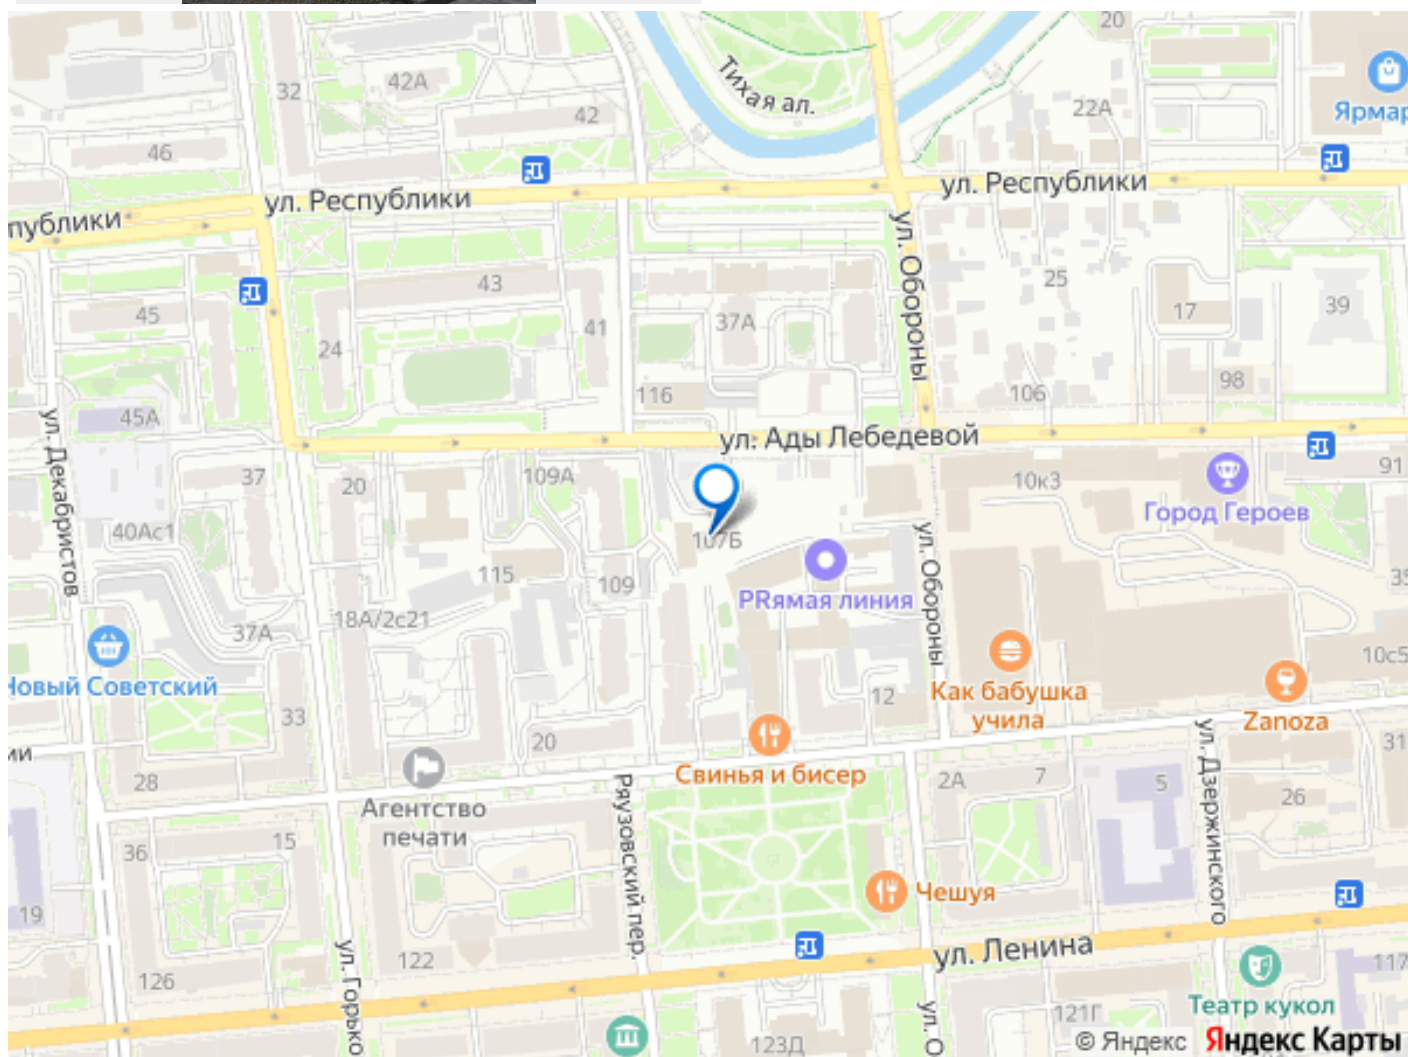 20
32
42А
42
Тихая ал.
22А
Ярмар
46
ул. Республики
ул. Республики
публики
ул. Обороны
43
45
41
37А
25
17
39
24
116
106
98
45А
ул. Декабристов
ул. Ады Лебедевой
37
20
109А
10к3
91
Город Героев
40Ас1
107Б
115
109
PRямая линия
ул. Обороны
35
18А/2с21
37А
10с5
Новый Советский
12
Как бабушка
учила
Zanoza
33
20
ии
28
Агентство
печати
Свинья и бисер
2А
7
5
26
31
ул. Дзержинского
15
36
Ряузовский пер.
Чешуя
19
ул. Горько
122
126
ул. Ленина
117
Театр кукол
ул. О
121Г
123Д
© Яндекс Яндекс Карты